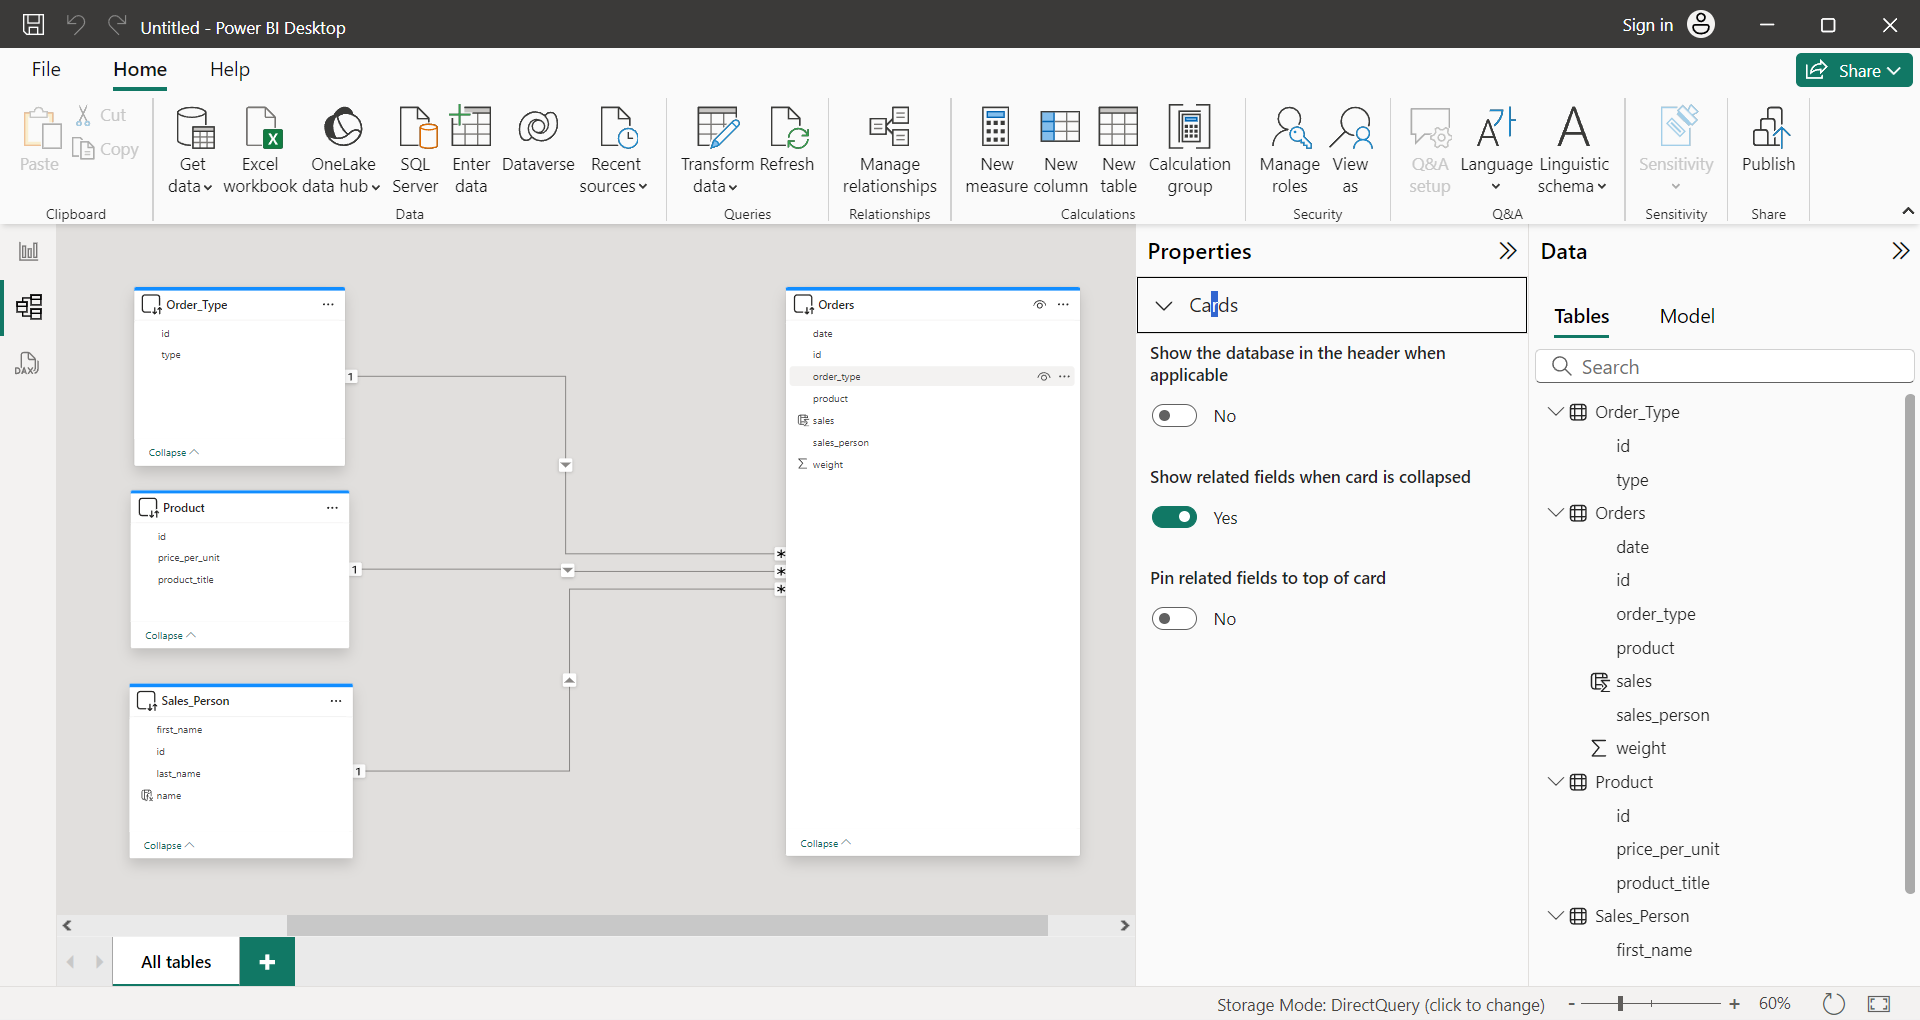 Untitled - Power BI Desktop
Sign in
File
Home
Help
Share
Paste
Cut
Copy
Clipboard
Get
data
Excel
workbook
OneLake
data hub
SQL
Server
Enter
data
Dataverse
Recent
sources
Data
Transform
data
Refresh
Queries
Manage
relationships
Relationships
New
measure
New
column
New
table
Calculation
group
Calculations
Manage
roles
View
as
Security
Q&A
setup
Language
Linguistic
schema
Q&A
Sensitivity
Sensitivity
Publish
Share
DAX
Order_Type
id
type
Collapse
1
Product
id
price_per_unit
product_title
Collapse
1
Sales_Person
first_name
id
last_name
name
Collapse
1
Orders
date
id
order_type
product
sales
sales_person
weight
Collapse
*
*
*
All tables
Properties
Cards
Show the database in the header when
applicable
No
Show related fields when card is collapsed
Yes
Pin related fields to top of card
No
Data
Tables
Model
Search
Order_Type
id
type
Orders
date
id
order_type
product
sales
sales_person
weight
Product
id
price_per_unit
product_title
Sales_Person
first_name
Storage Mode: DirectQuery (click to change)
- + 60%